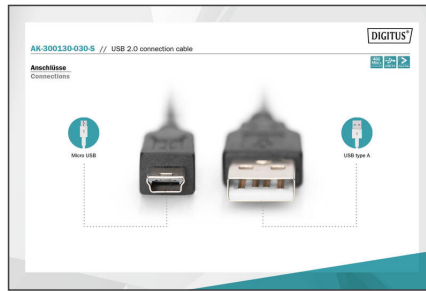 DIGITUS®
AK-300130-030-S // USB 2.0 connection cable
Anschlüsse
Connections
Micro USB
USB type A